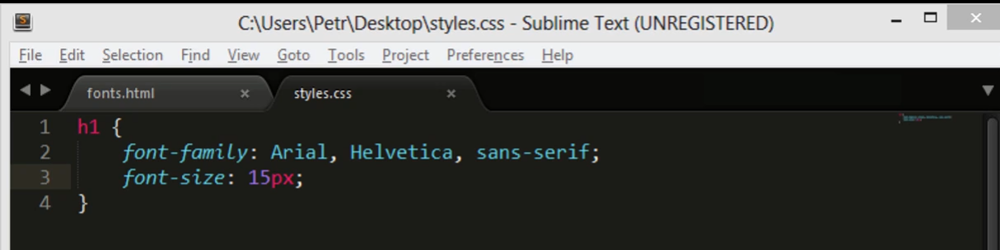 C:\Users\Petr\Desktop\styles.css - Sublime Text (UNREGISTERED)
File Edit Selection Find View Goto Tools Project Preferences Help
fonts.html × styles.css ×
1 h1 {
2 font-family: Arial, Helvetica, sans-serif;
3 font-size: 15px;
4 }